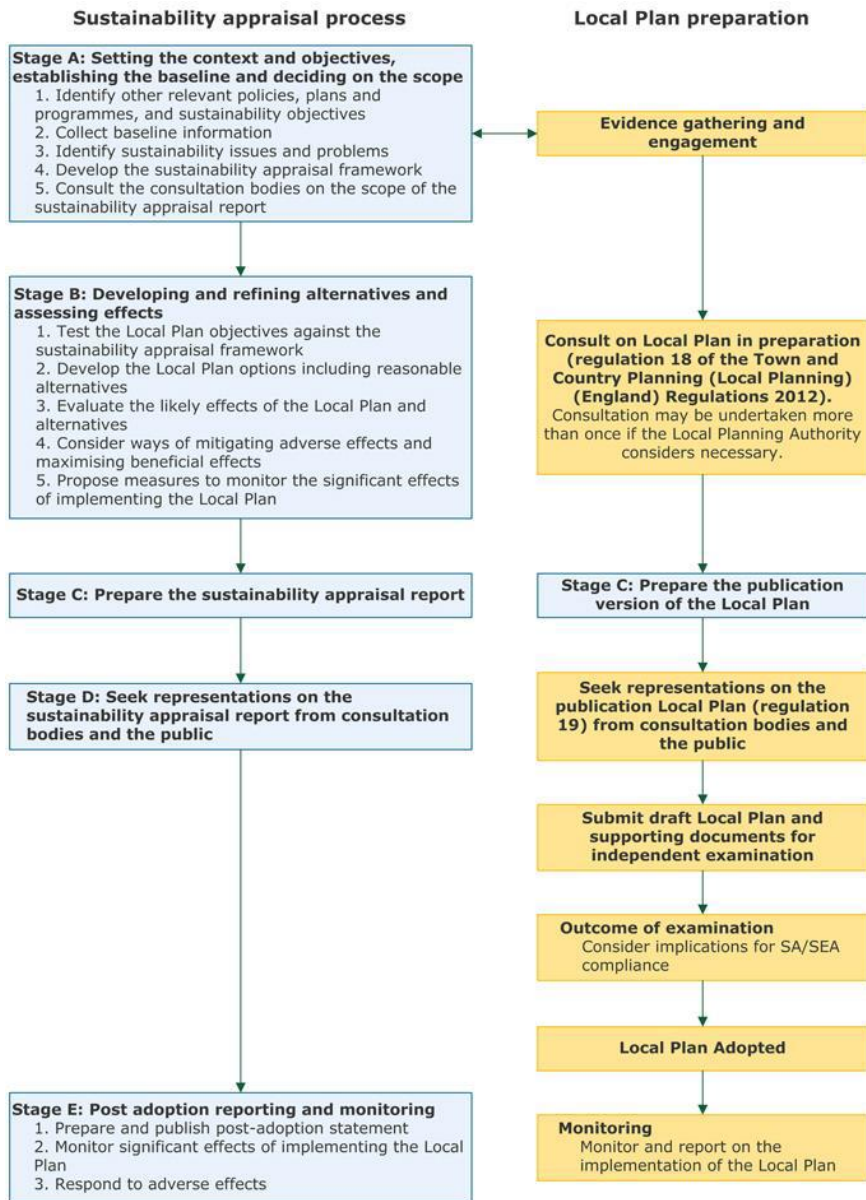 Sustainability appraisal process
Local Plan preparation
Stage A: Setting the context and objectives,
establishing the baseline and deciding on the scope
1. Identify other relevant policies, plans and
programmes, and sustainability objectives
2. Collect baseline information
3. Identify sustainability issues and problems
4. Develop the sustainability appraisal framework
5. Consult the consultation bodies on the scope of the
sustainability appraisal report
Evidence gathering and
engagement
Stage B: Developing and refining alternatives and
assessing effects
1. Test the Local Plan objectives against the
sustainability appraisal framework
2. Develop the Local Plan options including reasonable
alternatives
3. Evaluate the likely effects of the Local Plan and
alternatives
4. Consider ways of mitigating adverse effects and
maximising beneficial effects
5. Propose measures to monitor the significant effects
of implementing the Local Plan
Consult on Local Plan in preparation
(regulation 18 of the Town and
Country Planning (Local Planning)
(England) Regulations 2012).
Consultation may be undertaken more
than once if the Local Planning Authority
considers necessary.
Stage C: Prepare the sustainability appraisal report
Stage C: Prepare the publication
version of the Local Plan
Stage D: Seek representations on the
sustainability appraisal report from consultation
bodies and the public
Seek representations on the
publication Local Plan (regulation
19) from consultation bodies and
the public
Submit draft Local Plan and
supporting documents for
independent examination
Outcome of examination
Consider implications for SA/SEA
compliance
Local Plan Adopted
Stage E: Post adoption reporting and monitoring
1. Prepare and publish post-adoption statement
2. Monitor significant effects of implementing the Local
Plan
3. Respond to adverse effects
Monitoring
Monitor and report on the
implementation of the Local Plan